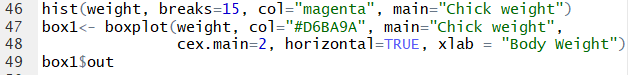 46 hist(weight, breaks=15, col="magenta", main="Chick weight")
47 box1<- boxplot(weight, col="#D6BA9A", main="Chick weight",
48                cex.main=2, horizontal=TRUE, xlab = "Body Weight")
49 box1$out